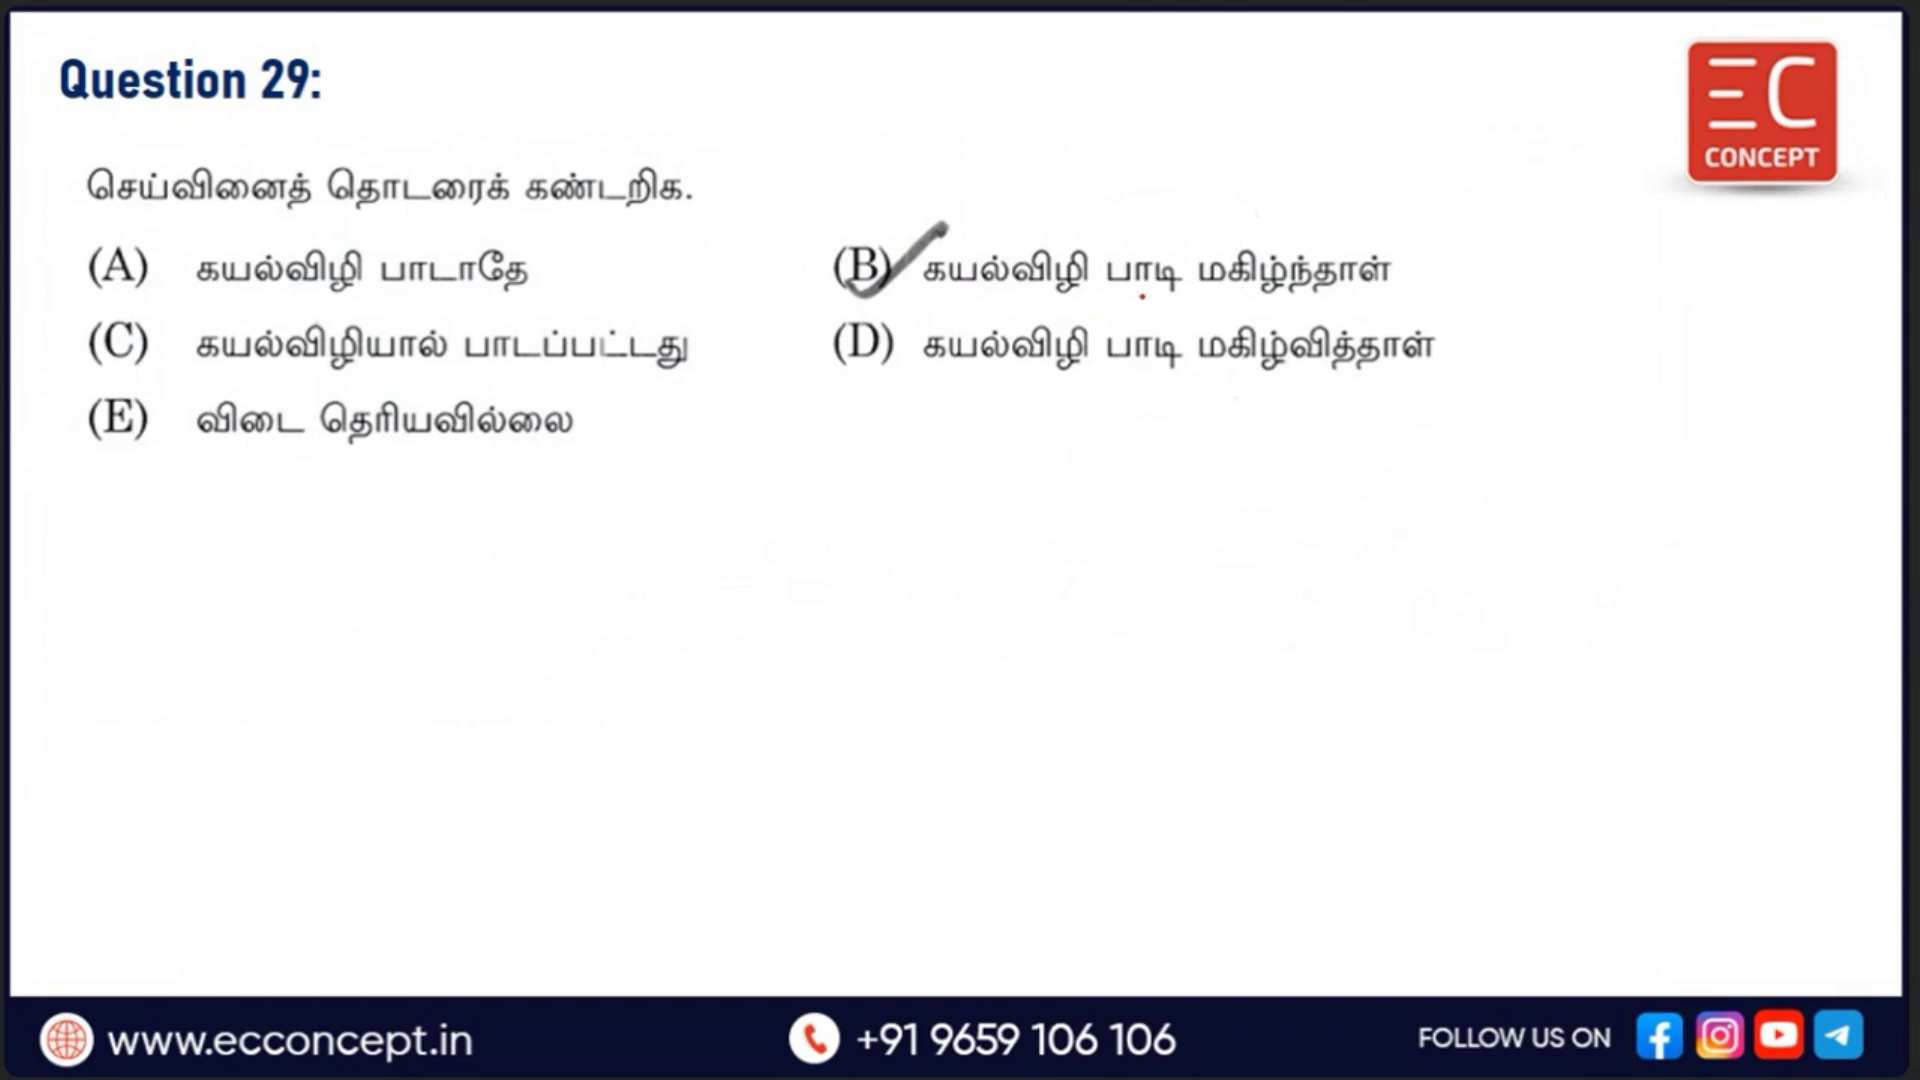 Question 29:
EC
CONCEPT
செய்வினைத் தொடரைக் கண்டறிக.
(A) கயல்விழி பாடாதே
(B) கயல்விழி பாடி மகிழ்ந்தாள்
(C) கயல்விழியால் பாடப்பட்டது
(D) கயல்விழி பாடி மகிழ்வித்தாள்
(E) விடை தெரியவில்லை
www.ecconcept.in
+91 9659 106 106
FOLLOW US ON